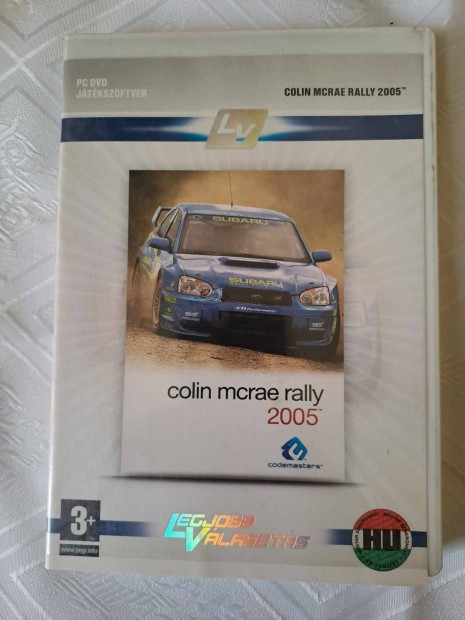 PC DVD
JÁTÉKSZOFTVER
COLIN MCRAE RALLY 2005™
LV
SUBARU
SUBARU
colin mcrae rally
2005™
codemasters™
3+
www.pegi.info
LEGJOBB
VÁLASZTÁS
HU